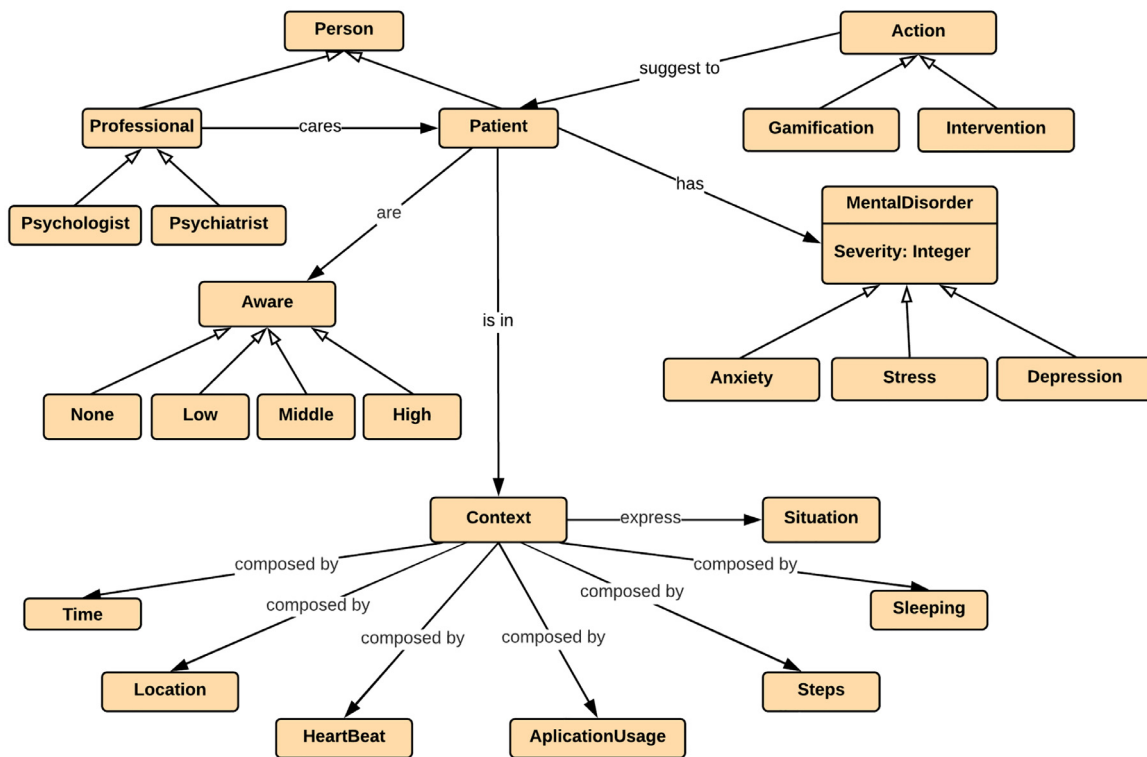 Person
Action
suggest to
Professional
cares
Patient
Gamification
Intervention
has
MentalDisorder
Severity: Integer
Psychologist
Psychiatrist
are
Aware
is in
Anxiety
Stress
Depression
None
Low
Middle
High
Context
express
Situation
composed by
composed by
composed by
composed by
composed by
composed by
Time
Sleeping
Location
Steps
HeartBeat
AplicationUsage